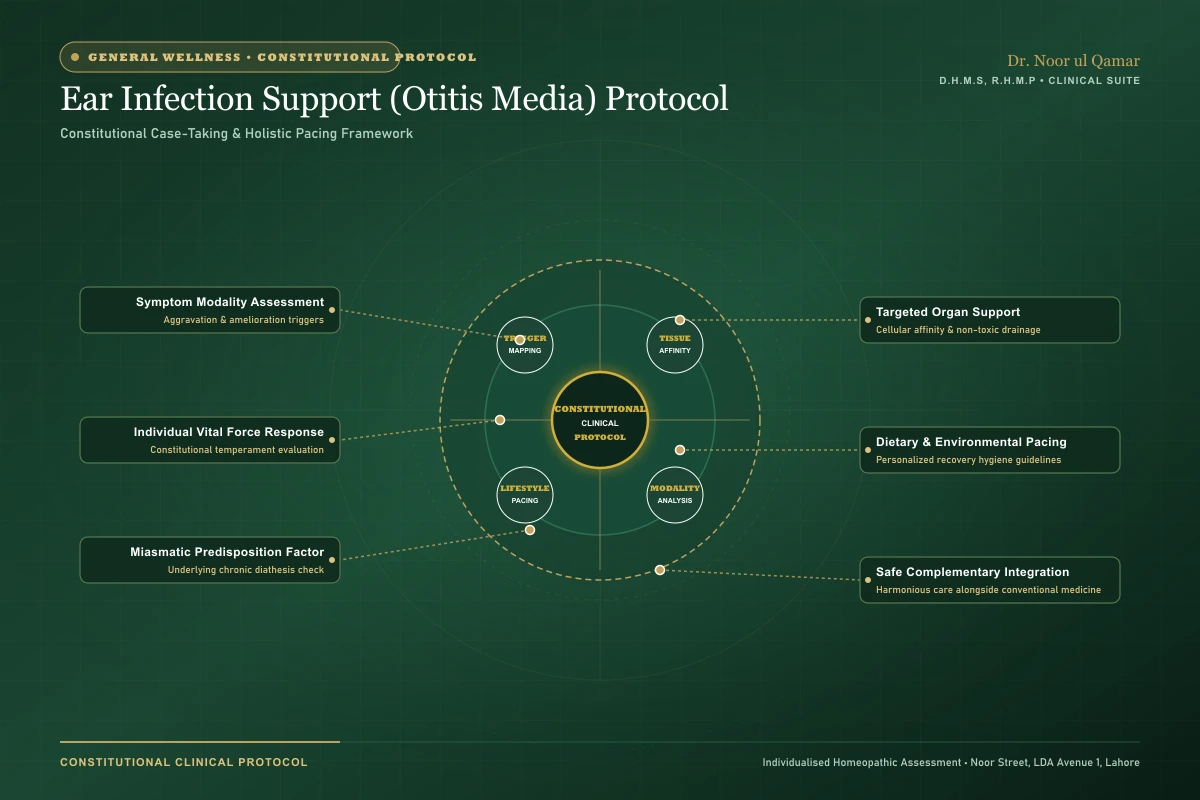 GENERAL WELLNESS • CONSTITUTIONAL PROTOCOL
Dr. Noor ul Qamar
D.H.M.S, R.H.M.P • CLINICAL SUITE
Ear Infection Support (Otitis Media) Protocol
Constitutional Case-Taking & Holistic Pacing Framework
Symptom Modality Assessment
Aggravation & amelioration triggers
Individual Vital Force Response
Constitutional temperament evaluation
Miasmatic Predisposition Factor
Underlying chronic diathesis check
TRIGGER
MAPPING
TISSUE
AFFINITY
CONSTITUTIONAL
CLINICAL
PROTOCOL
LIFESTYLE
PACING
MODALITY
ANALYSIS
Targeted Organ Support
Cellular affinity & non-toxic drainage
Dietary & Environmental Pacing
Personalized recovery hygiene guidelines
Safe Complementary Integration
Harmonious care alongside conventional medicine
CONSTITUTIONAL CLINICAL PROTOCOL
Individualised Homeopathic Assessment • Noor Street, LDA Avenue 1, Lahore